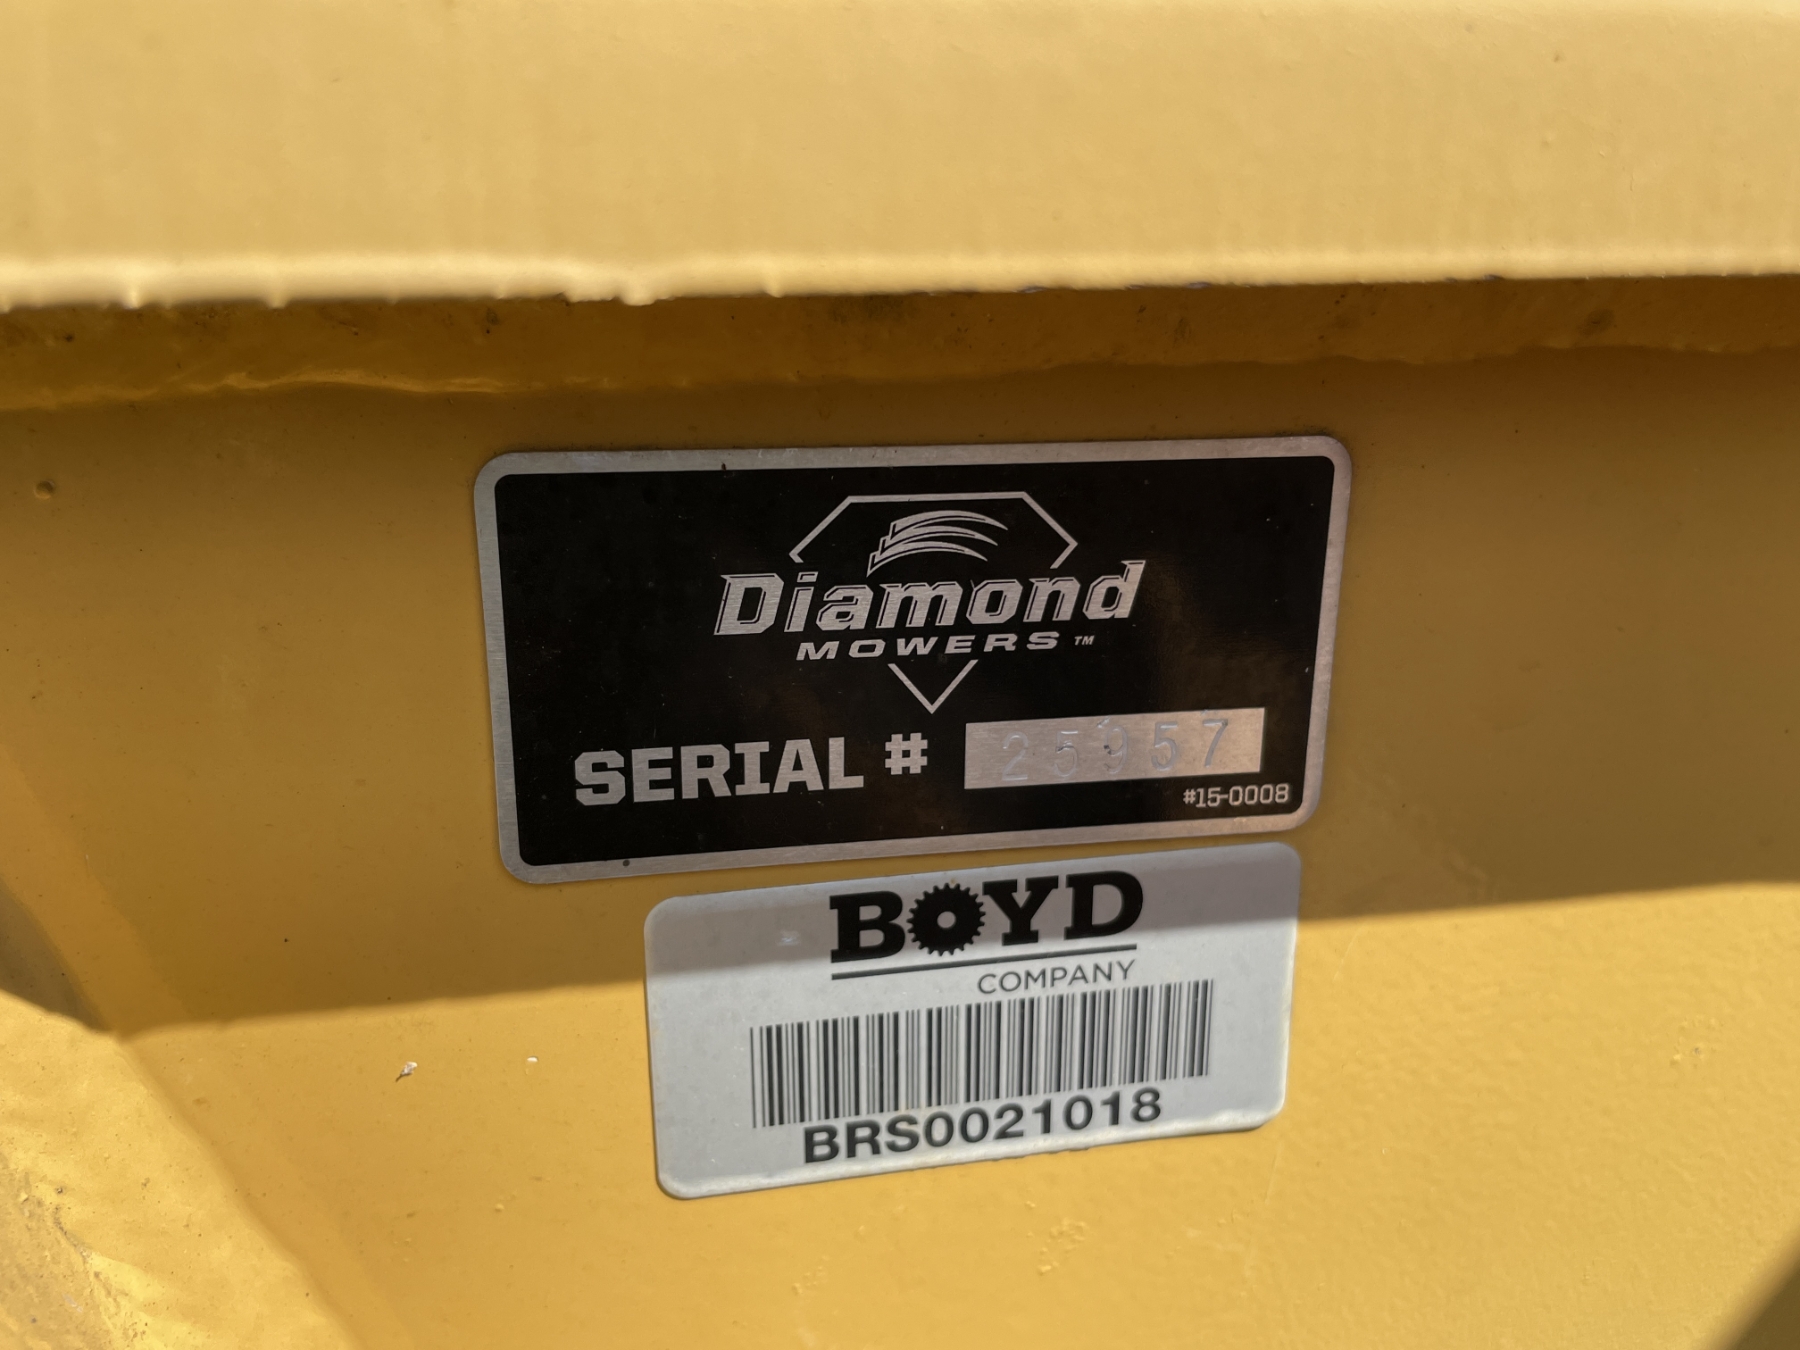 Diamond
MOWERS™
SERIAL # 25957
#15-0008
BOYD
COMPANY
BRS0021018